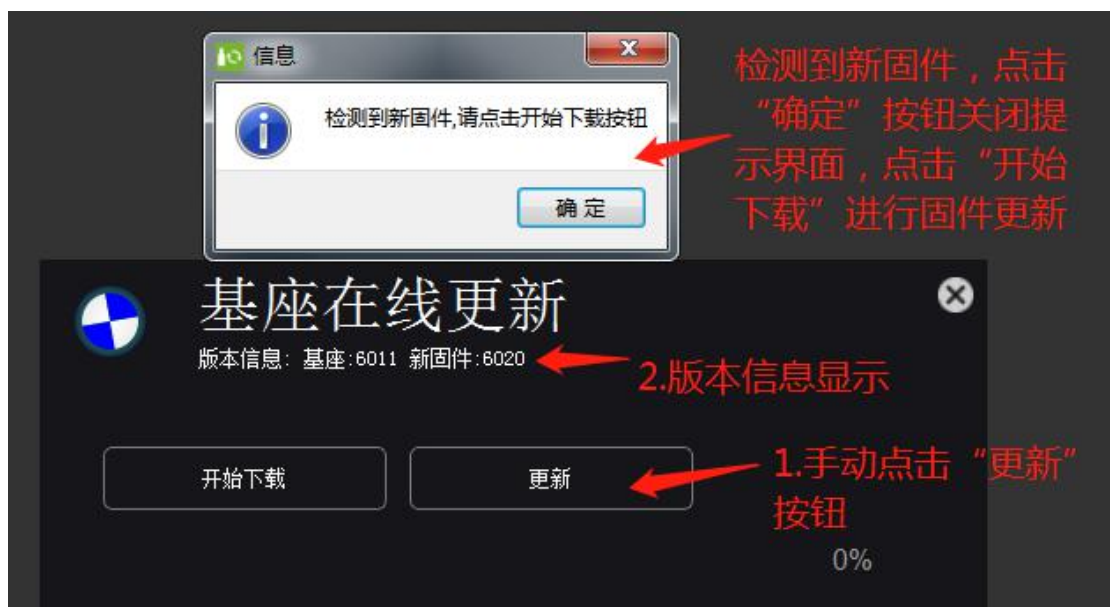 信息
检测到新固件,请点击开始下载按钮
确定
检测到新固件，点击
“确定”按钮关闭提
示界面，点击“开始
下载”进行固件更新
基座在线更新
版本信息: 基座:6011 新固件:6020
2.版本信息显示
开始下载
更新
1.手动点击“更新”
按钮
0%